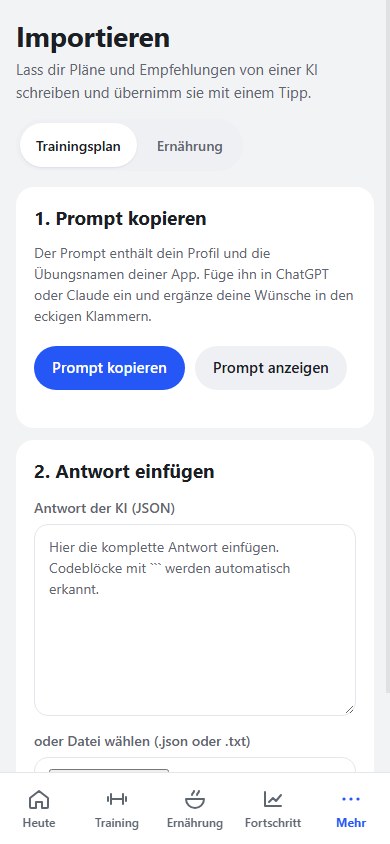 Importieren
Lass dir Pläne und Empfehlungen von einer KI
schreiben und übernimm sie mit einem Tipp.
Trainingsplan
Ernährung
1. Prompt kopieren
Der Prompt enthält dein Profil und die
Übungsnamen deiner App. Füge ihn in ChatGPT
oder Claude ein und ergänze deine Wünsche in den
eckigen Klammern.
Prompt kopieren
Prompt anzeigen
2. Antwort einfügen
Antwort der KI (JSON)
Hier die komplette Antwort einfügen.
Codeblöcke mit ``` werden automatisch
erkannt.
oder Datei wählen (.json oder .txt)
Heute
Training
Ernährung
Fortschritt
Mehr